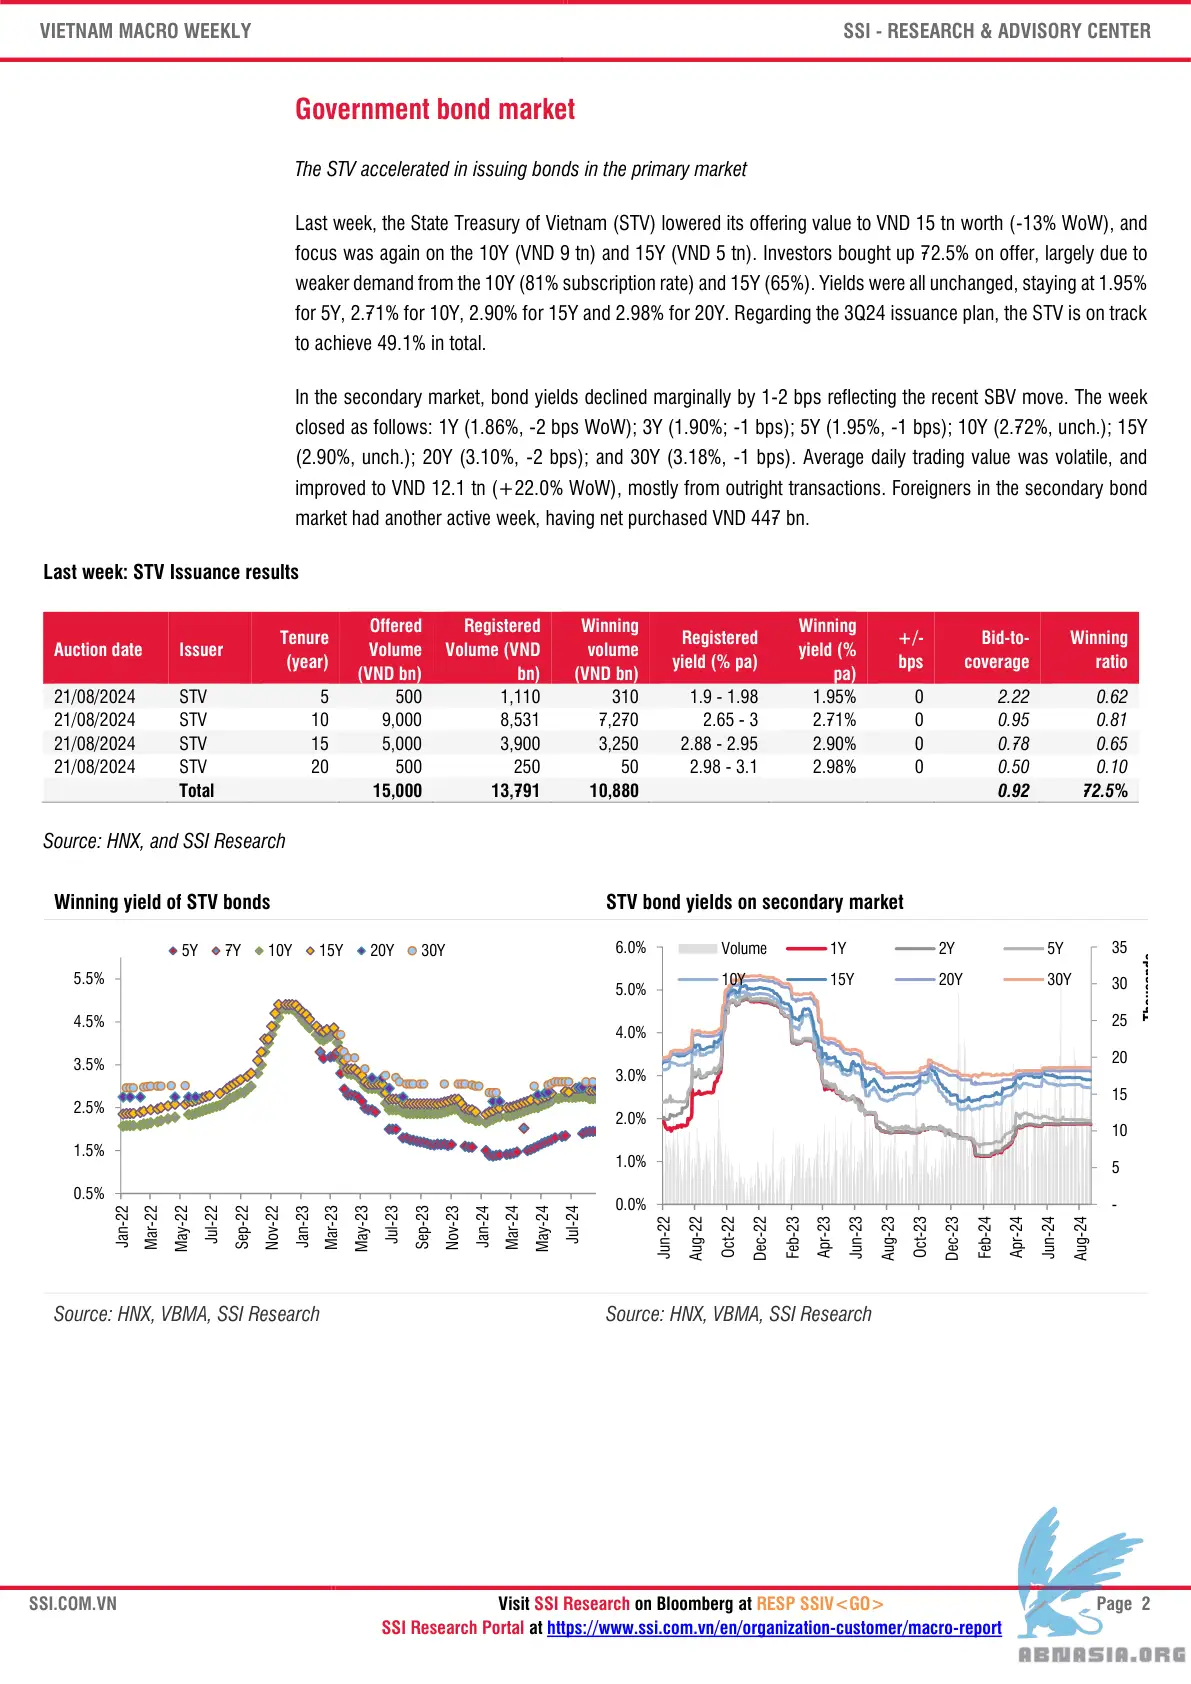 VIETNAM MACRO WEEKLY
SSI - RESEARCH & ADVISORY CENTER
Government bond market
The STV accelerated in issuing bonds in the primary market
Last week, the State Treasury of Vietnam (STV) lowered its offering value to VND 15 tn worth (-13% WoW), and
focus was again on the 10Y (VND 9 tn) and 15Y (VND 5 tn). Investors bought up 72.5% on offer, largely due to
weaker demand from the 10Y (81% subscription rate) and 15Y (65%). Yields were all unchanged, staying at 1.95%
for 5Y, 2.71% for 10Y, 2.90% for 15Y and 2.98% for 20Y. Regarding the 3Q24 issuance plan, the STV is on track
to achieve 49.1% in total.
In the secondary market, bond yields declined marginally by 1-2 bps reflecting the recent SBV move. The week
closed as follows: 1Y (1.86%, -2 bps WoW); 3Y (1.90%; -1 bps); 5Y (1.95%, -1 bps); 10Y (2.72%, unch.); 15Y
(2.90%, unch.); 20Y (3.10%, -2 bps); and 30Y (3.18%, -1 bps). Average daily trading value was volatile, and
improved to VND 12.1 tn (+22.0% WoW), mostly from outright transactions. Foreigners in the secondary bond
market had another active week, having net purchased VND 447 bn.
Last week: STV Issuance results
Auction date Issuer Tenure (year) Offered Volume (VND bn) Registered Volume (VND bn) Winning volume (VND bn) Registered yield (% pa) Winning yield (% pa) +/- bps Bid-to-coverage Winning ratio
21/08/2024 STV 5 500 1,110 310 1.9 - 1.98 1.95% 0 2.22 0.62
21/08/2024 STV 10 9,000 8,531 7,270 2.65 - 3 2.71% 0 0.95 0.81
21/08/2024 STV 15 5,000 3,900 3,250 2.88 - 2.95 2.90% 0 0.78 0.65
21/08/2024 STV 20 500 250 50 2.98 - 3.1 2.98% 0 0.50 0.10
Total 15,000 13,791 10,880 0.92 72.5%
Source: HNX, and SSI Research
Winning yield of STV bonds
5Y 7Y 10Y 15Y 20Y 30Y
5.5%
4.5%
3.5%
2.5%
1.5%
0.5%
Jan-22 Mar-22 May-22 Jul-22 Sep-22 Nov-22 Jan-23 Mar-23 May-23 Jul-23 Sep-23 Nov-23 Jan-24 Mar-24 May-24 Jul-24
Source: HNX, VBMA, SSI Research
STV bond yields on secondary market
Volume 1Y 2Y 5Y
10Y 15Y 20Y 30Y
6.0%
5.0%
4.0%
3.0%
2.0%
1.0%
0.0%
35
30
25
20
15
10
5
-
Thousands
Jun-22 Aug-22 Oct-22 Dec-22 Feb-23 Apr-23 Jun-23 Aug-23 Oct-23 Dec-23 Feb-24 Apr-24 Jun-24 Aug-24
Source: HNX, VBMA, SSI Research
SSI.COM.VN
Visit SSI Research on Bloomberg at RESP SSIV<GO>
SSI Research Portal at https://www.ssi.com.vn/en/organization-customer/macro-report
Page 2
ABNASIA.ORG